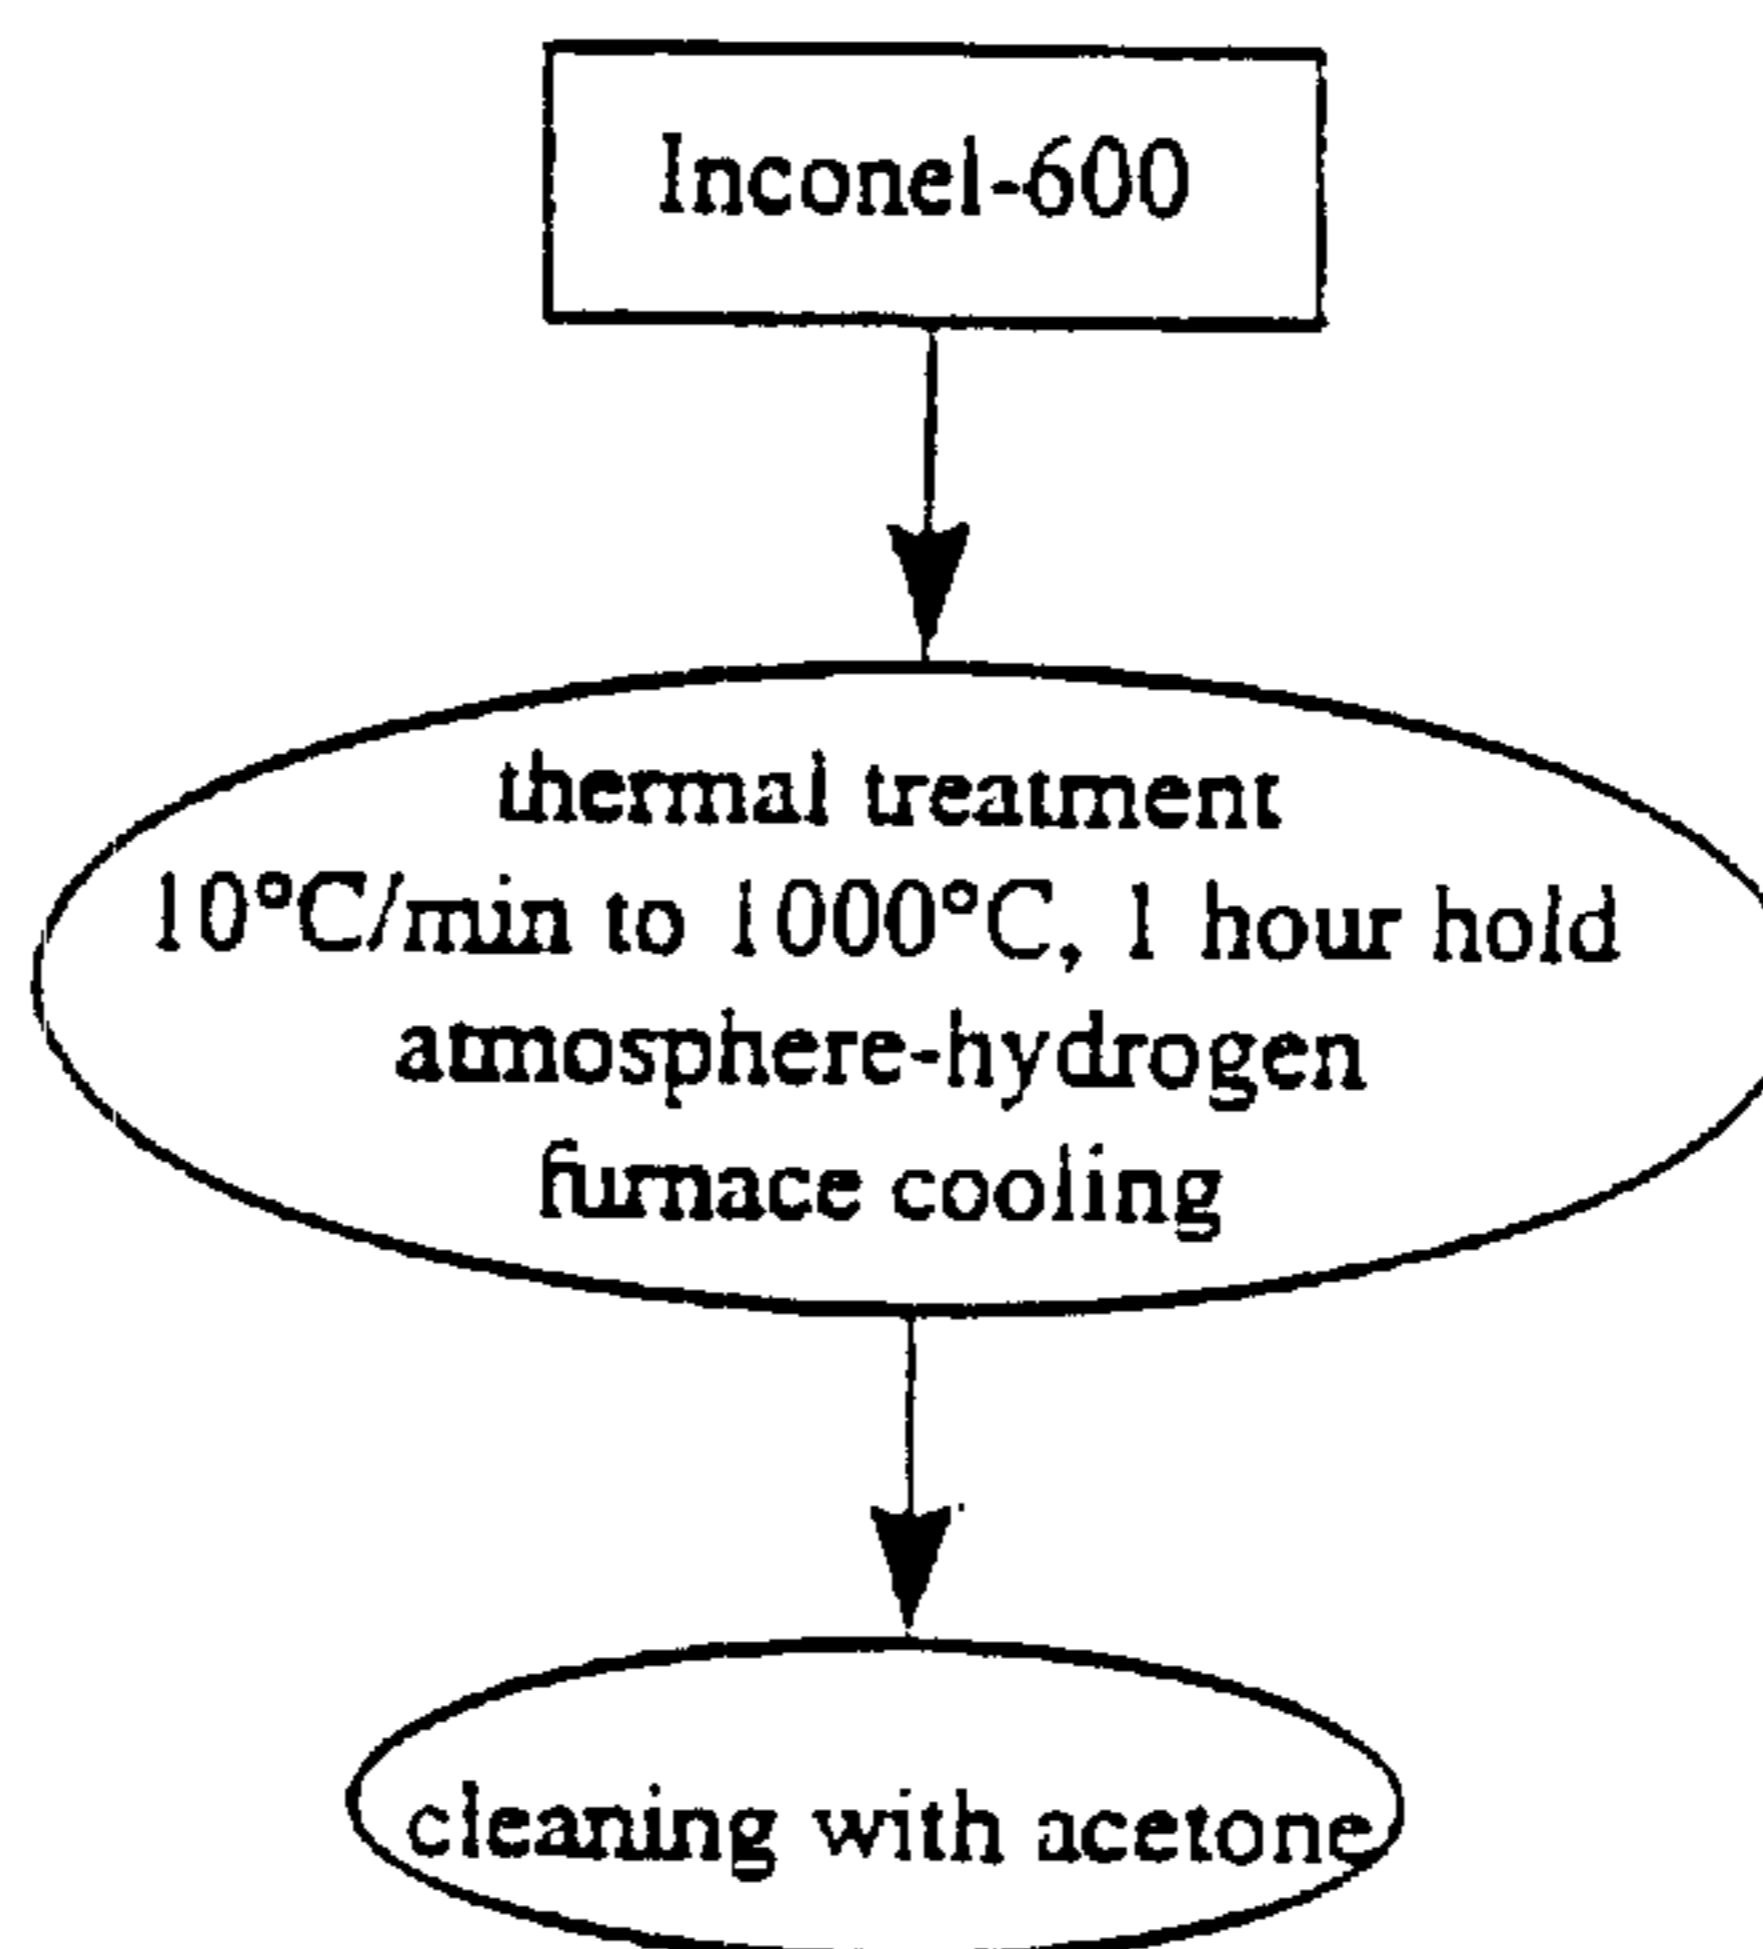 Inconel-600
thermal treatment
10°C/min to 1000°C, 1 hour hold
atmosphere-hydrogen
furnace cooling
cleaning with acetone